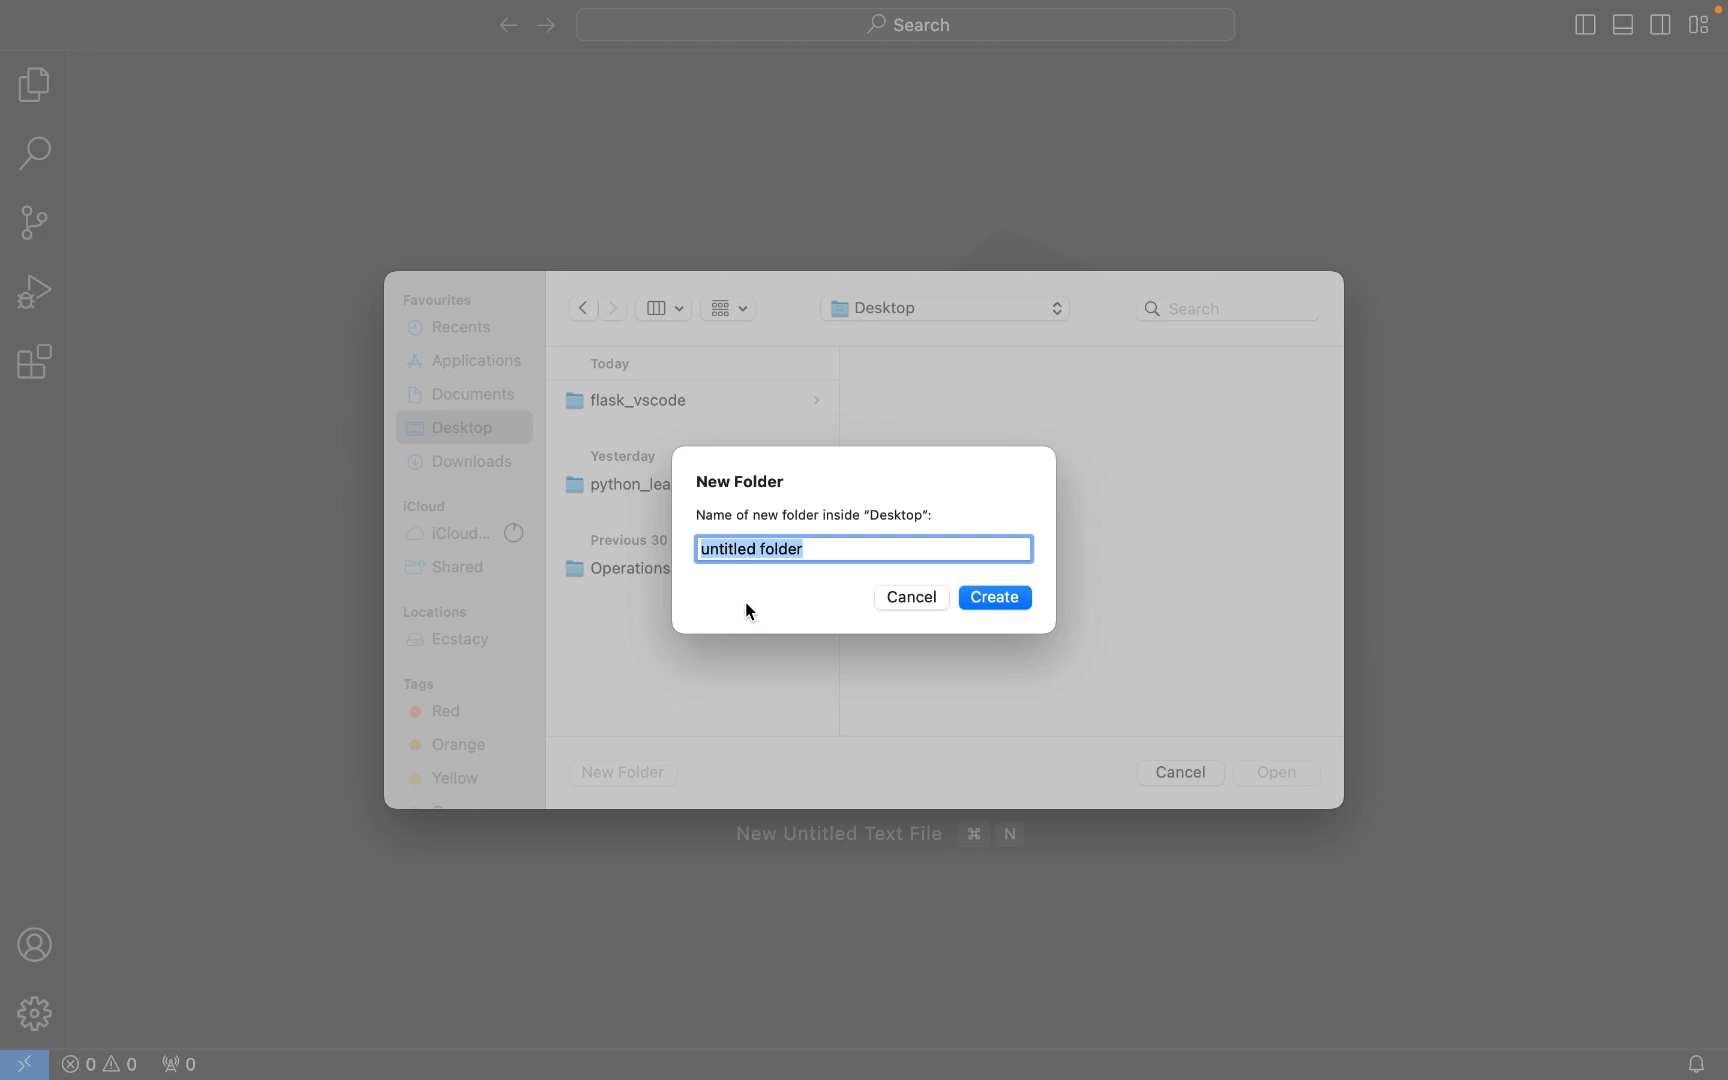 Search
Favourites
Recents
Applications
Documents
Desktop
Downloads
iCloud
iCloud...
Shared
Locations
Ecstacy
Tags
Red
Orange
Yellow
Desktop
Search
Today
flask_vscode
Yesterday
python_lea
Previous 30
Operations
New Folder
Name of new folder inside “Desktop”:
untitled folder
Cancel
Create
New Folder
Cancel
Open
New Untitled Text File ⌘ N
0 0 0